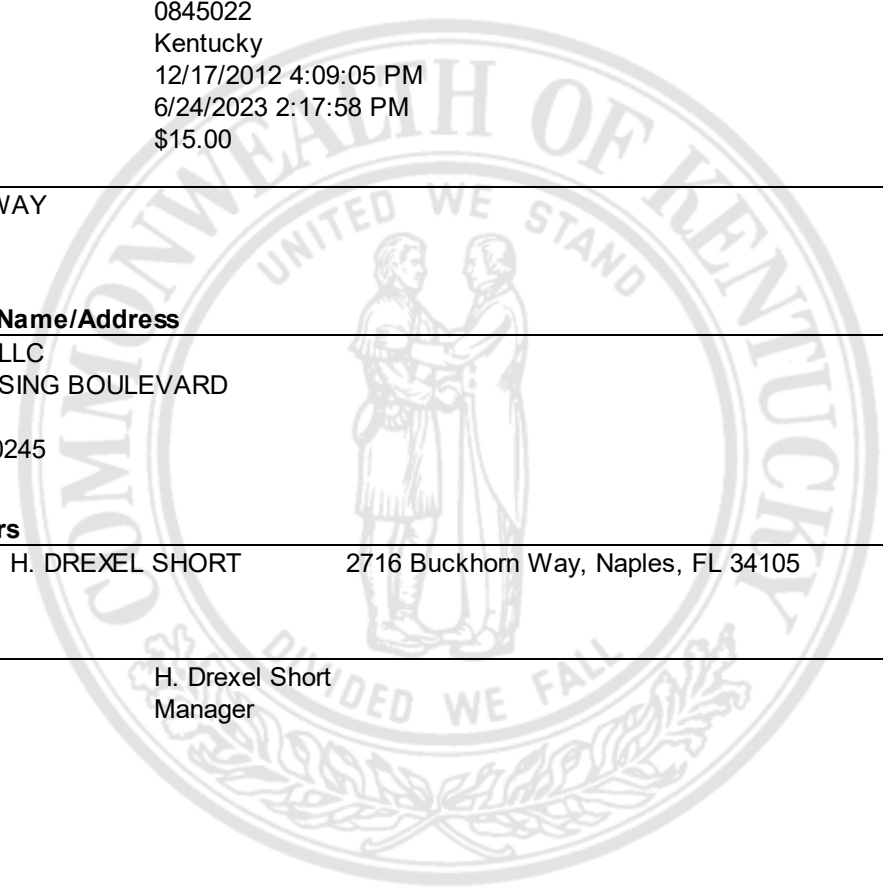 0845022
Kentucky
12/17/2012 4:09:05 PM
6/24/2023 2:17:58 PM
$15.00
WAY
Name/Address
LLC
SING BOULEVARD
0245
rs
H. DREXEL SHORT 2716 Buckhorn Way, Naples, FL 34105
H. Drexel Short
Manager
COMMONWEALTH OF KENTUCKY
UNITED WE STAND
DIVIDED WE FALL